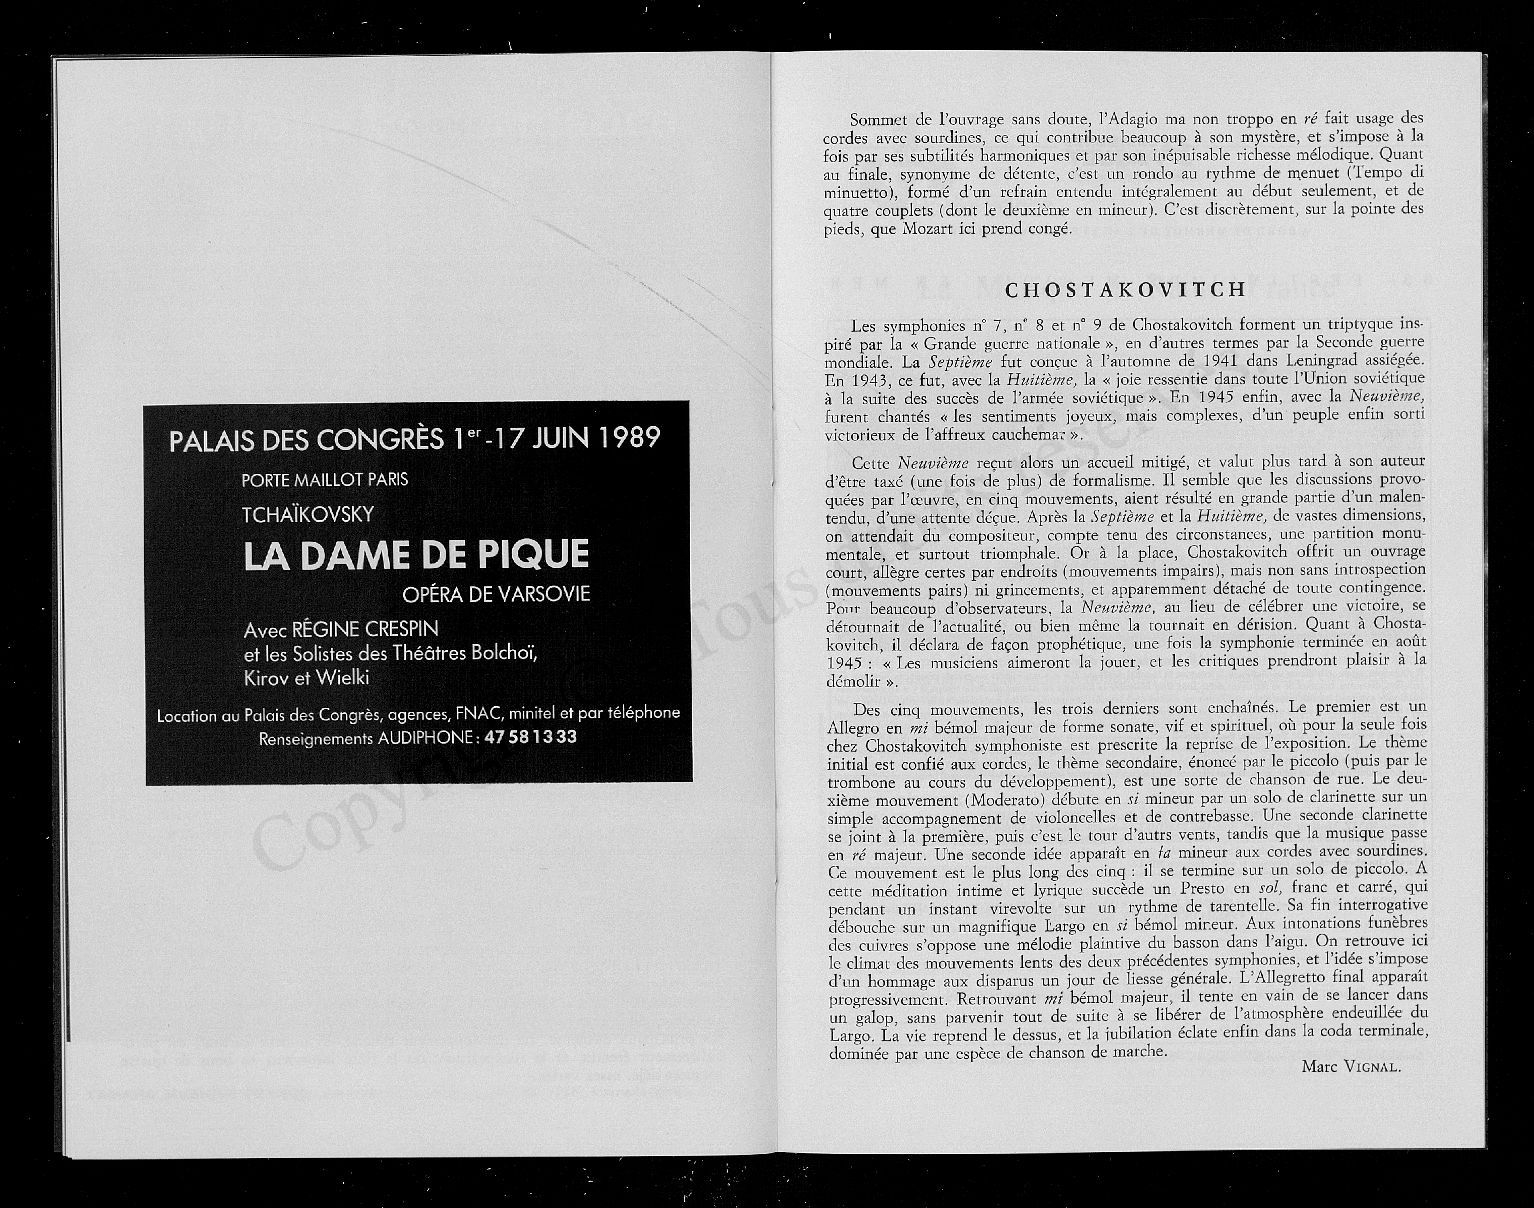 PALAIS DES CONGRÈS 1er-17 JUIN 1989
PORTE MAILLOT PARIS
TCHAÏKOVSKY
LA DAME DE PIQUE
OPÉRA DE VARSOVIE
Avec RÉGINE CRESPIN
et les Solistes des Théâtres Bolchoï,
Kirov et Wielki
Location au Palais des Congrès, agences, FNAC, minitel et par téléphone
Renseignements AUDIPHONE : 47 58 13 33
Sommet de l'ouvrage sans doute, l'Adagio ma non troppo en ré fait usage des
cordes avec sourdines, ce qui contribue beaucoup à son mystère, et s'impose à la
fois par ses subtilités harmoniques et par son inépuisable richesse mélodique. Quant
au finale, synonyme de détente, c'est un rondo au rythme de menuet (Tempo di
minuetto), formé d'un refrain entendu intégralement au début seulement, et de
quatre couplets (dont le deuxième en mineur). C'est discrètement, sur la pointe des
pieds, que Mozart ici prend congé.
CHOSTAKOVITCH
Les symphonies n° 7, n° 8 et n° 9 de Chostakovitch forment un triptyque ins-
piré par la « Grande guerre nationale », en d'autres termes par la Seconde guerre
mondiale. La Septième fut conçue à l'automne de 1941 dans Leningrad assiégée.
En 1943, ce fut, avec la Huitième, la « joie ressentie dans toute l'Union soviétique
à la suite des succès de l'armée soviétique ». En 1945 enfin, avec la Neuvième,
furent chantés « les sentiments joyeux, mais complexes, d'un peuple enfin sorti
victorieux de l'affreux cauchemar ».
Cette Neuvième reçut alors un accueil mitigé, et valut plus tard à son auteur
d'être taxé (une fois de plus) de formalisme. Il semble que les discussions provo-
quées par l'œuvre, en cinq mouvements, aient résulté en grande partie d'un malen-
tendu, d'une attente déçue. Après la Septième et la Huitième, de vastes dimensions,
on attendait du compositeur, compte tenu des circonstances, une partition monu-
mentale, et surtout triomphale. Or à la place, Chostakovitch offrit un ouvrage
court, allègre certes par endroits (mouvements impairs), mais non sans introspection
(mouvements pairs) ni grincements, et apparemment détaché de toute contingence.
Pour beaucoup d'observateurs, la Neuvième, au lieu de célébrer une victoire, se
détournait de l'actualité, ou bien même la tournait en dérision. Quant à Chosta-
kovitch, il déclara de façon prophétique, une fois la symphonie terminée en août
1945 : « Les musiciens aimeront la jouer, et les critiques prendront plaisir à la
démolir ».
Des cinq mouvements, les trois derniers sont enchaînés. Le premier est un
Allegro en mi bémol majeur de forme sonate, vif et spirituel, où pour la seule fois
chez Chostakovitch symphoniste est prescrite la reprise de l'exposition. Le thème
initial est confié aux cordes, le thème secondaire, énoncé par le piccolo (puis par le
trombone au cours du développement), est une sorte de chanson de rue. Le deu-
xième mouvement (Moderato) débute en si mineur par un solo de clarinette sur un
simple accompagnement de violoncelles et de contrebasse. Une seconde clarinette
se joint à la première, puis c'est le tour d'autrs vents, tandis que la musique passe
en ré majeur. Une seconde idée apparaît en fa mineur aux cordes avec sourdines.
Ce mouvement est le plus long des cinq : il se termine sur un solo de piccolo. A
cette méditation intime et lyrique succède un Presto en sol, franc et carré, qui
pendant un instant virevolte sur un rythme de tarentelle. Sa fin interrogative
débouche sur un magnifique Largo en si bémol mineur. Aux intonations funèbres
des cuivres s'oppose une mélodie plaintive du basson dans l'aigu. On retrouve ici
le climat des mouvements lents des deux précédentes symphonies, et l'idée s'impose
d'un hommage aux disparus un jour de liesse générale. L'Allegretto final apparaît
progressivement. Retrouvant mi bémol majeur, il tente en vain de se lancer dans
un galop, sans parvenir tout de suite à se libérer de l'atmosphère endeuillée du
Largo. La vie reprend le dessus, et la jubilation éclate enfin dans la coda terminale,
dominée par une espèce de chanson de marche.
Marc VIGNAL.